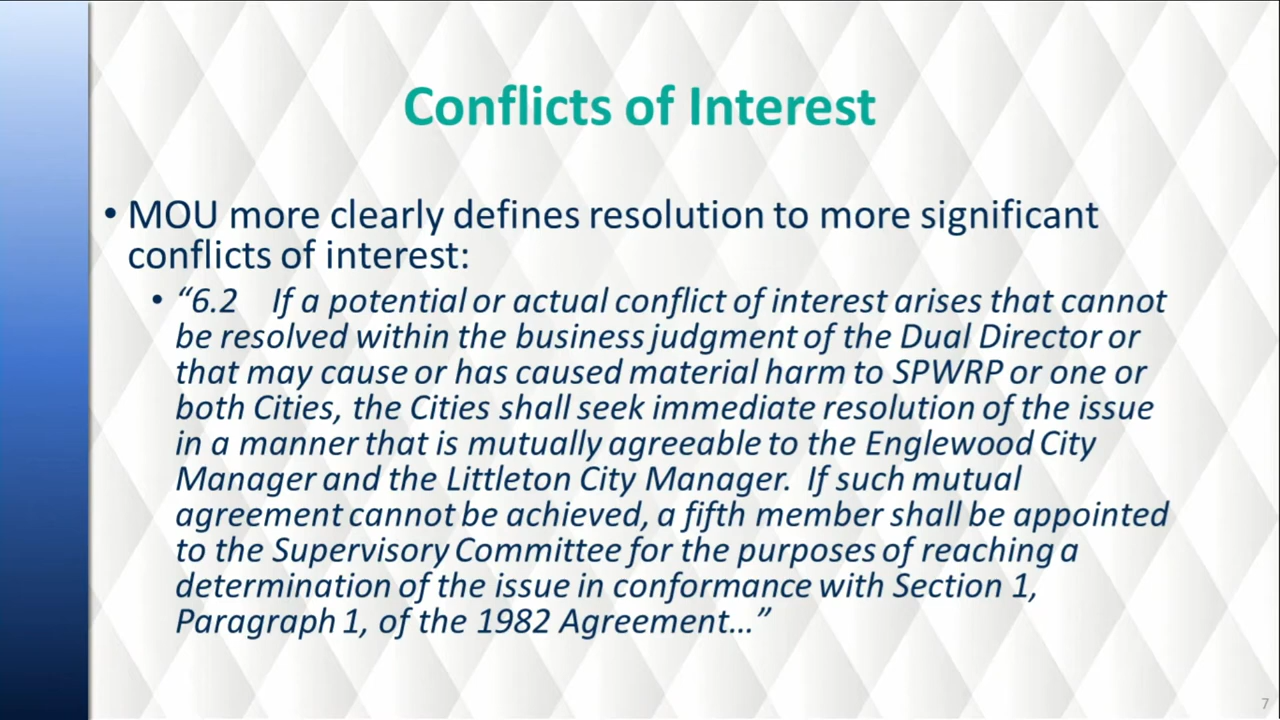 Conflicts of Interest
• MOU more clearly defines resolution to more significant
conflicts of interest:
• “6.2 If a potential or actual conflict of interest arises that cannot
be resolved within the business judgment of the Dual Director or
that may cause or has caused material harm to SPWRP or one or
both Cities, the Cities shall seek immediate resolution of the issue
in a manner that is mutually agreeable to the Englewood City
Manager and the Littleton City Manager. If such mutual
agreement cannot be achieved, a fifth member shall be appointed
to the Supervisory Committee for the purposes of reaching a
determination of the issue in conformance with Section 1,
Paragraph 1, of the 1982 Agreement…”
7